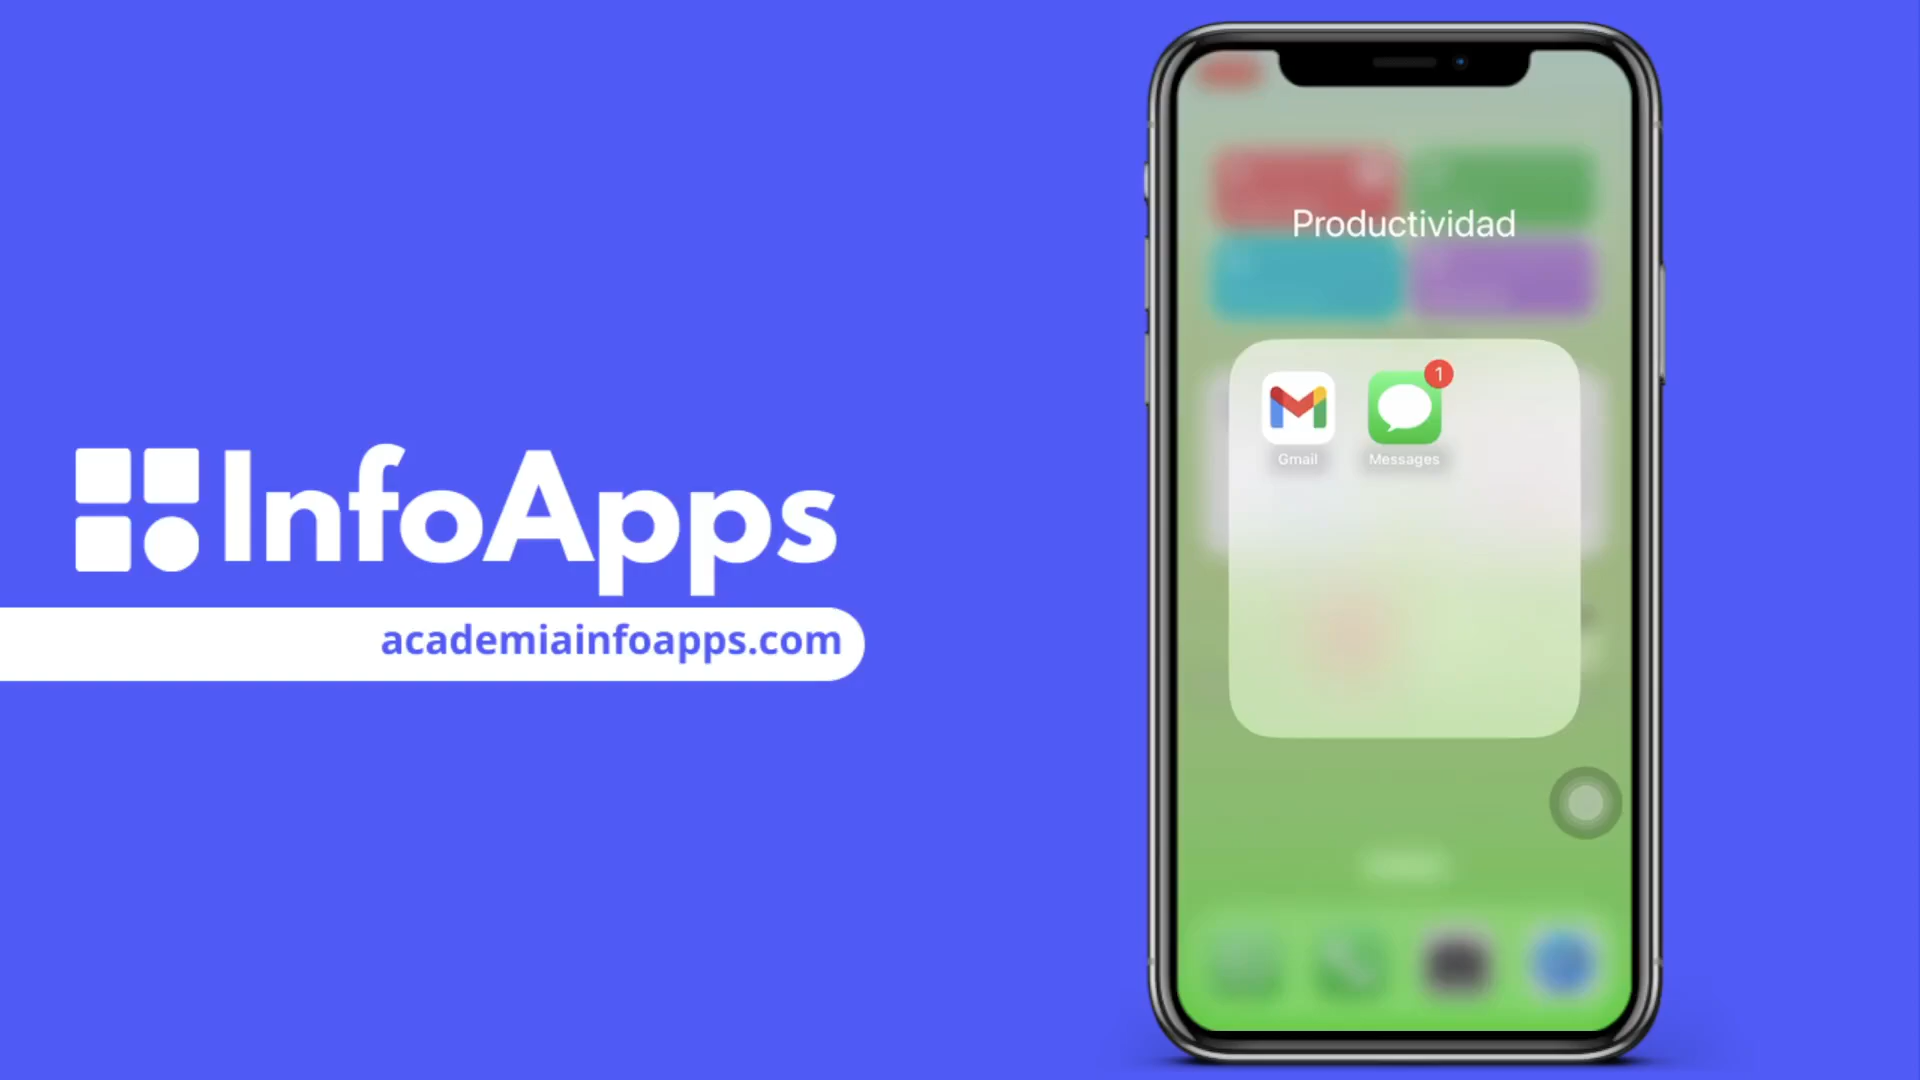 InfoApps
academiainfoapps.com
Productividad
1
Gmail
Messages